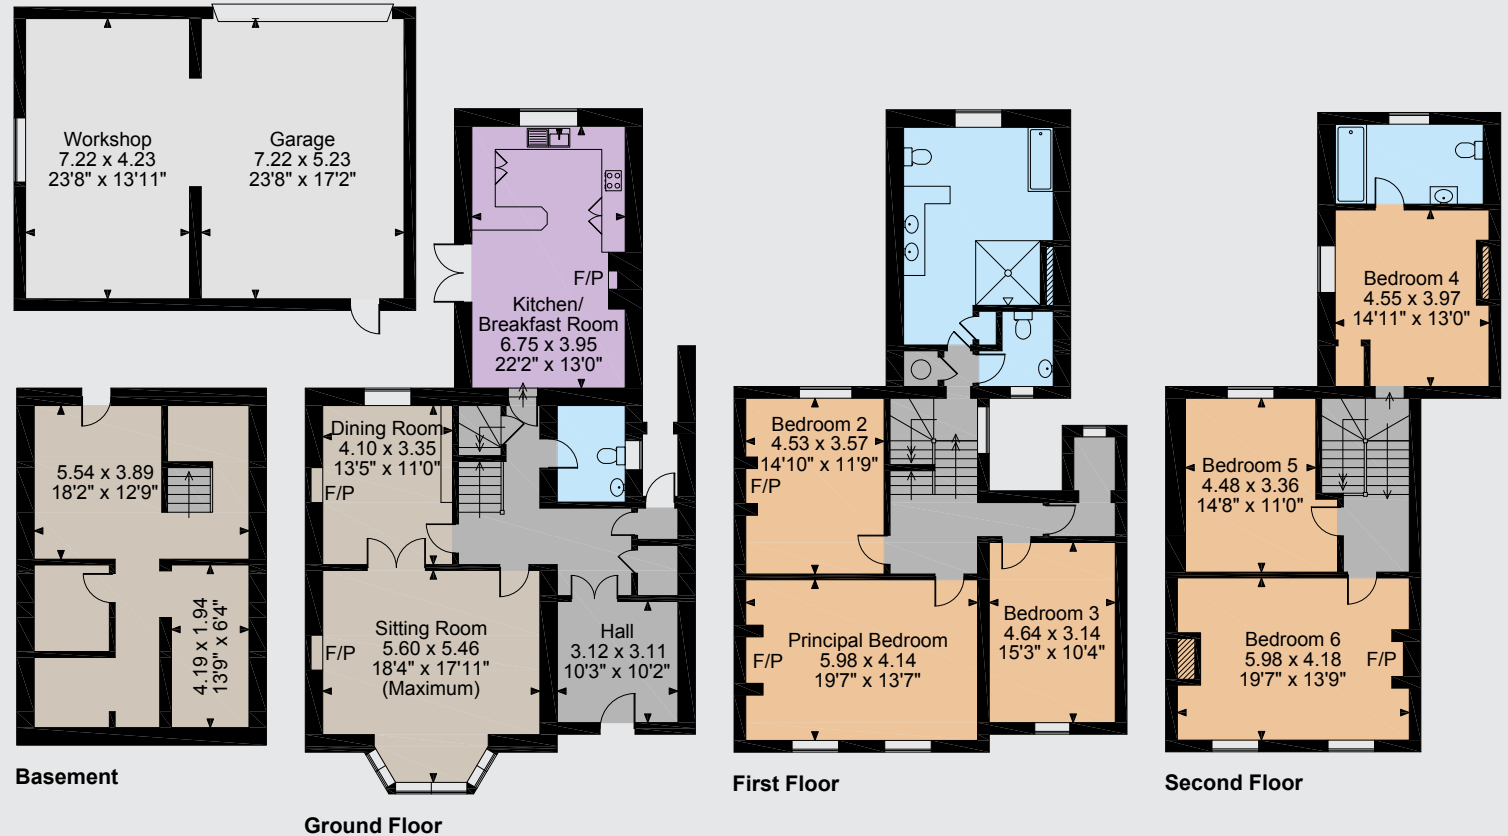 Workshop
7.22 x 4.23
23'8" x 13'11"
Garage
7.22 x 5.23
23'8" x 17'2"
5.54 x 3.89
18'2" x 12'9"
4.19 x 1.94
13'9" x 6'4"
Basement
F/P
Kitchen/
Breakfast Room
6.75 x 3.95
22'2" x 13'0"
Dining Room
4.10 x 3.35
13'5" x 11'0"
F/P
Sitting Room
5.60 x 5.46
18'4" x 17'11"
(Maximum)
F/P
Hall
3.12 x 3.11
10'3" x 10'2"
Ground Floor
Bedroom 2
4.53 x 3.57
14'10" x 11'9"
F/P
Principal Bedroom
5.98 x 4.14
19'7" x 13'7"
F/P
Bedroom 3
4.64 x 3.14
15'3" x 10'4"
First Floor
Bedroom 4
4.55 x 3.97
14'11" x 13'0"
Bedroom 5
4.48 x 3.36
14'8" x 11'0"
Bedroom 6
5.98 x 4.18
19'7" x 13'9"
F/P
Second Floor